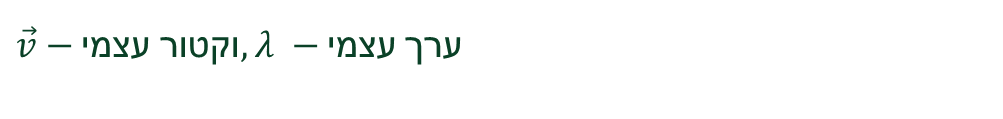 v⃗ – וקטור עצמי, λ – ערך עצמי